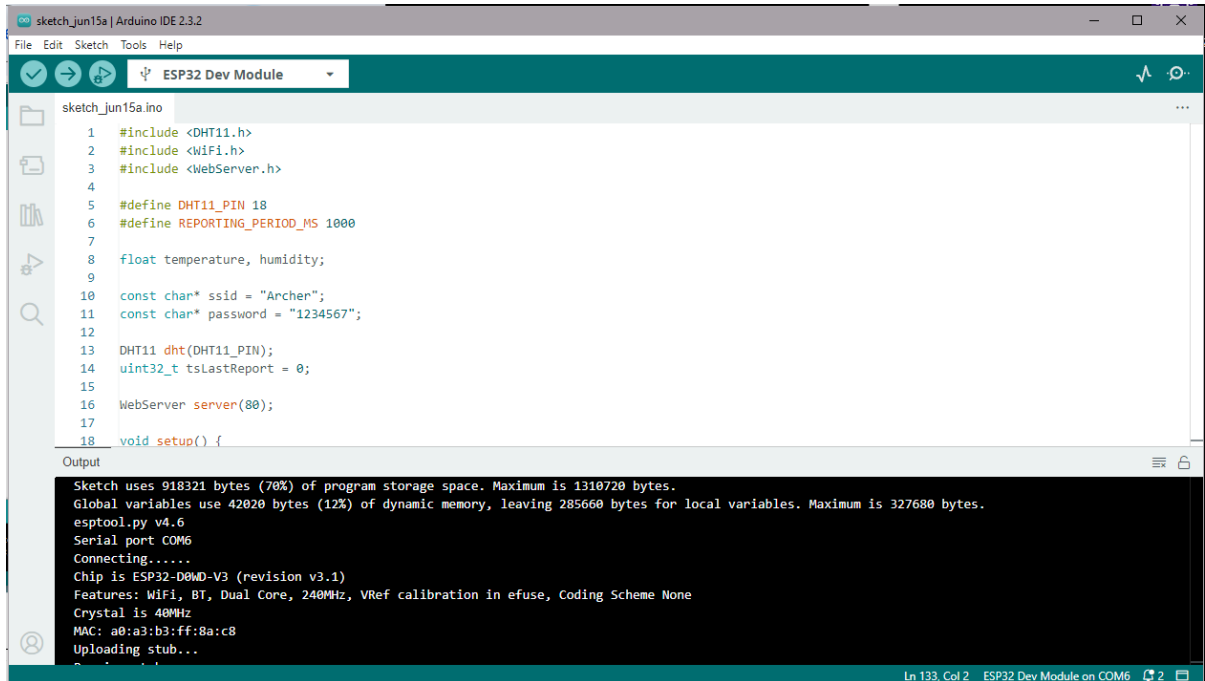 sketch_jun15a | Arduino IDE 2.3.2
File Edit Sketch Tools Help
ESP32 Dev Module
sketch_jun15a.ino
1 #include <DHT11.h>
2 #include <WiFi.h>
3 #include <WebServer.h>
4
5 #define DHT11_PIN 18
6 #define REPORTING_PERIOD_MS 1000
7
8 float temperature, humidity;
9
10 const char* ssid = "Archer";
11 const char* password = "1234567";
12
13 DHT11 dht(DHT11_PIN);
14 uint32_t tsLastReport = 0;
15
16 WebServer server(80);
17
18 void setup() {
Output
Sketch uses 918321 bytes (70%) of program storage space. Maximum is 1310720 bytes.
Global variables use 42020 bytes (12%) of dynamic memory, leaving 285660 bytes for local variables. Maximum is 327680 bytes.
esptool.py v4.6
Serial port COM6
Connecting......
Chip is ESP32-D0WD-V3 (revision v3.1)
Features: WiFi, BT, Dual Core, 240MHz, VRef calibration in efuse, Coding Scheme None
Crystal is 40MHz
MAC: a0:a3:b3:ff:8a:c8
Uploading stub...
Ln 133, Col 2 ESP32 Dev Module on COM6 2